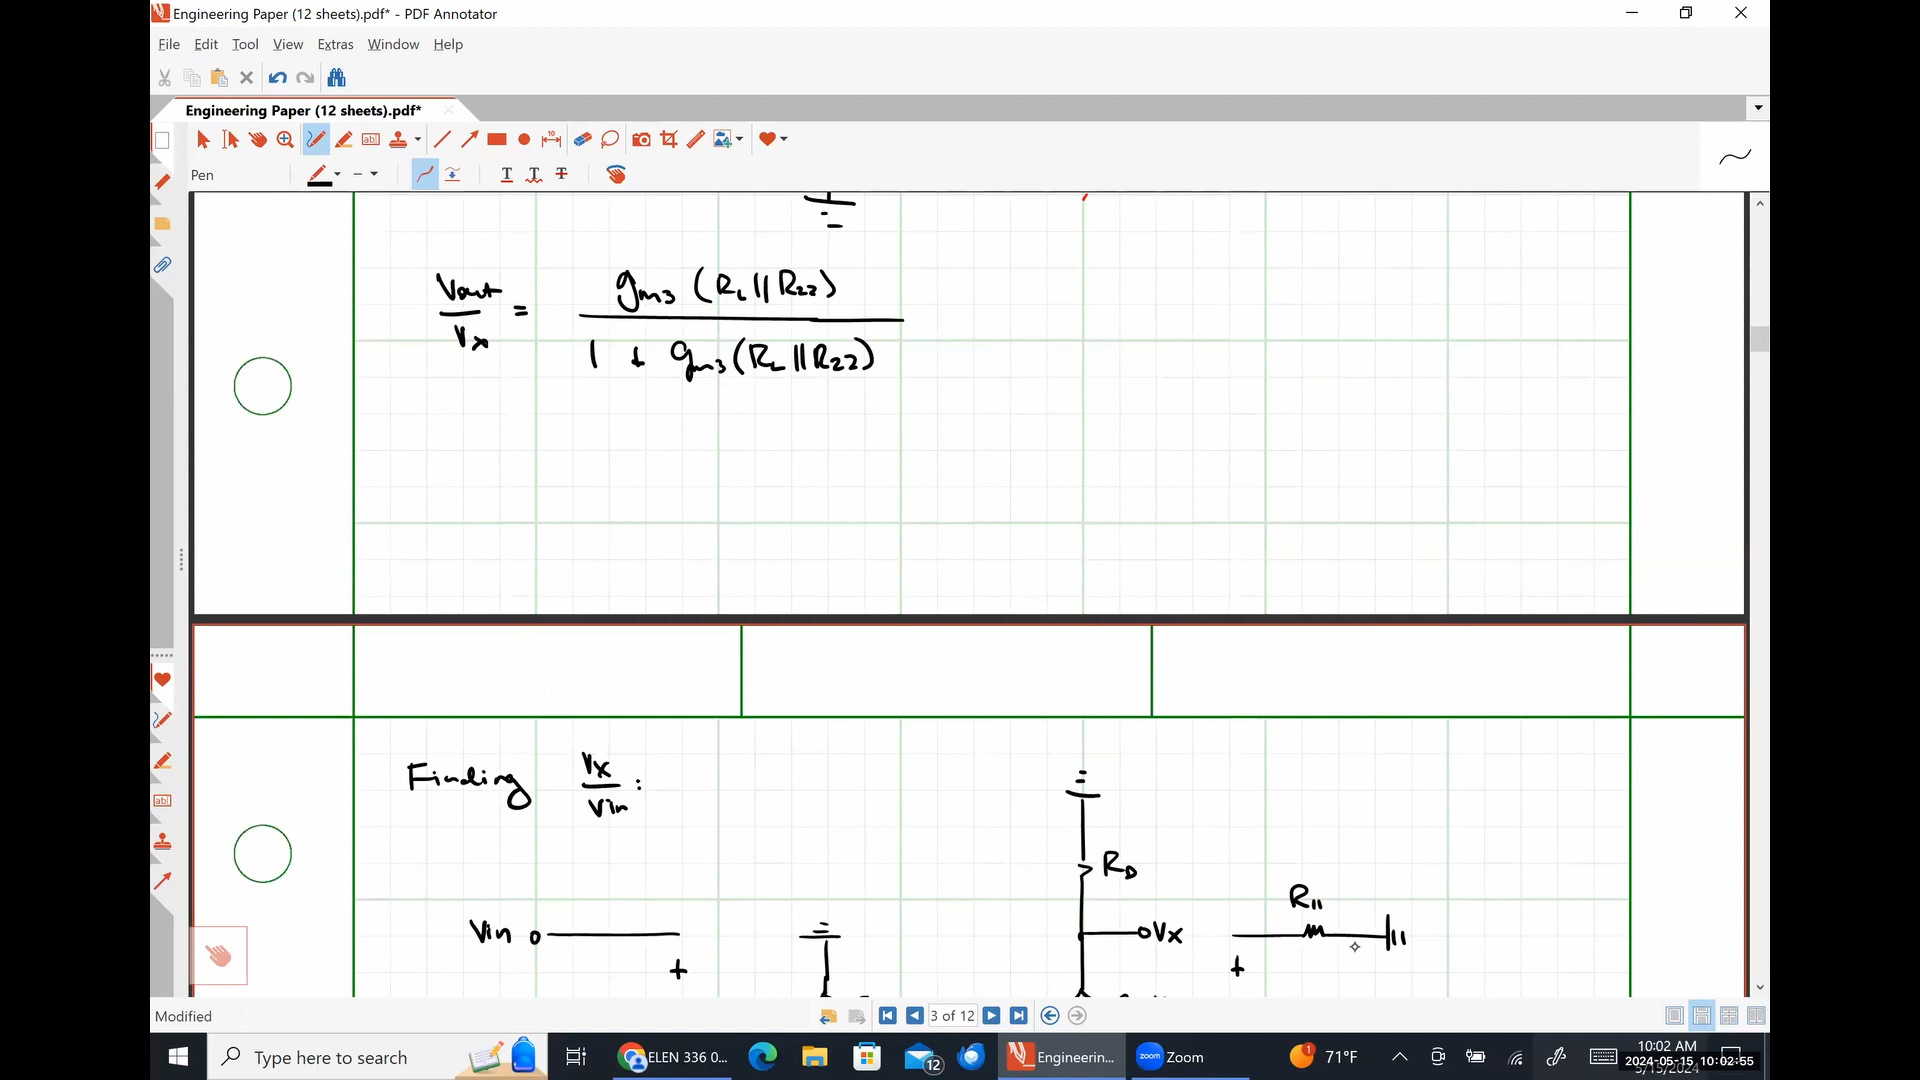 Engineering Paper (12 sheets).pdf* - PDF Annotator
File Edit Tool View Extras Window Help
Engineering Paper (12 sheets).pdf*
Pen
Vout/Vx = gm3 (RL || R22) / 1 + gm3 (RL || R22)
Finding Vx/Vin :
RD
R11
Vin
Vx
+
+
Modified
3 of 12
Type here to search
ELEN 336 0...
12
Engineerin...
zoom
Zoom
1
71°F
10:02 AM
2024-05-15 10:02:55